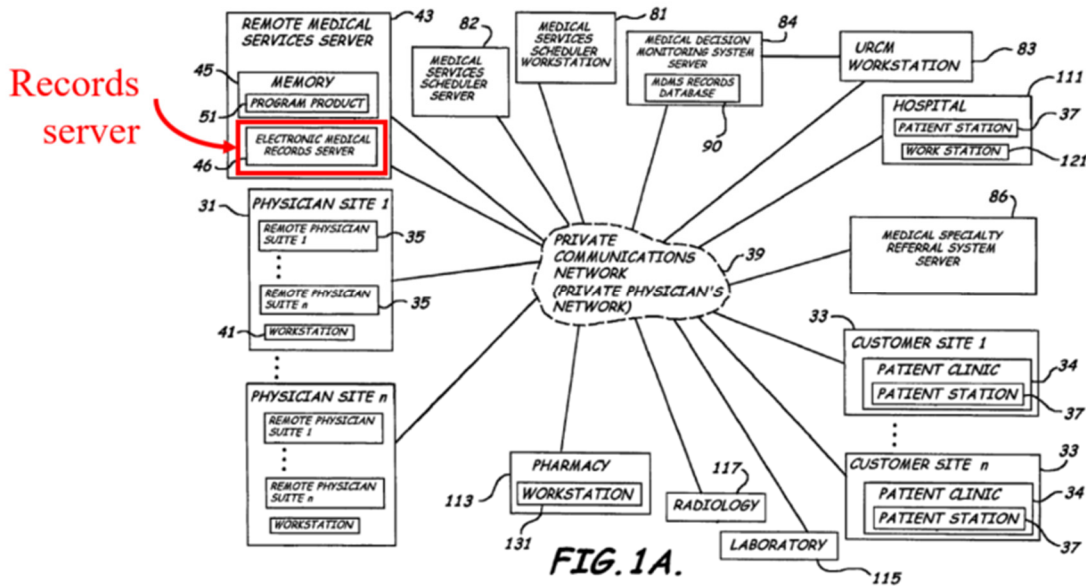 Records
server
REMOTE MEDICAL
SERVICES SERVER
43
45
MEMORY
PROGRAM PRODUCT
51
ELECTRONIC MEDICAL
RECORDS SERVER
46
82
MEDICAL
SERVICES
SCHEDULER
SERVER
81
MEDICAL
SERVICES
SCHEDULER
WORKSTATION
84
MEDICAL DECISION
MONITORING SYSTEM
SERVER
MDMS RECORDS
DATABASE
90
URCM
WORKSTATION
83
111
HOSPITAL
PATIENT STATION
37
WORK STATION
121
31
PHYSICIAN SITE 1
REMOTE PHYSICIAN
SUITE 1
35
REMOTE PHYSICIAN
SUITE n
35
41
WORKSTATION
PHYSICIAN SITE n
REMOTE PHYSICIAN
SUITE 1
REMOTE PHYSICIAN
SUITE n
WORKSTATION
PRIVATE
COMMUNICATIONS
NETWORK
(PRIVATE PHYSICIAN'S
NETWORK)
39
86
MEDICAL SPECIALTY
REFERRAL SYSTEM
SERVER
33
CUSTOMER SITE 1
PATIENT CLINIC
34
PATIENT STATION
37
33
CUSTOMER SITE n
PATIENT CLINIC
34
PATIENT STATION
37
PHARMACY
113
WORKSTATION
131
117
RADIOLOGY
LABORATORY
115
FIG. 1A.